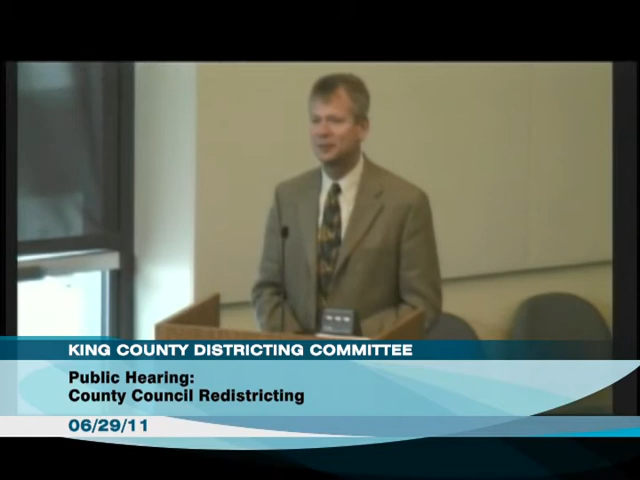 KING COUNTY DISTRICTING COMMITTEE
Public Hearing:
County Council Redistricting
06/29/11